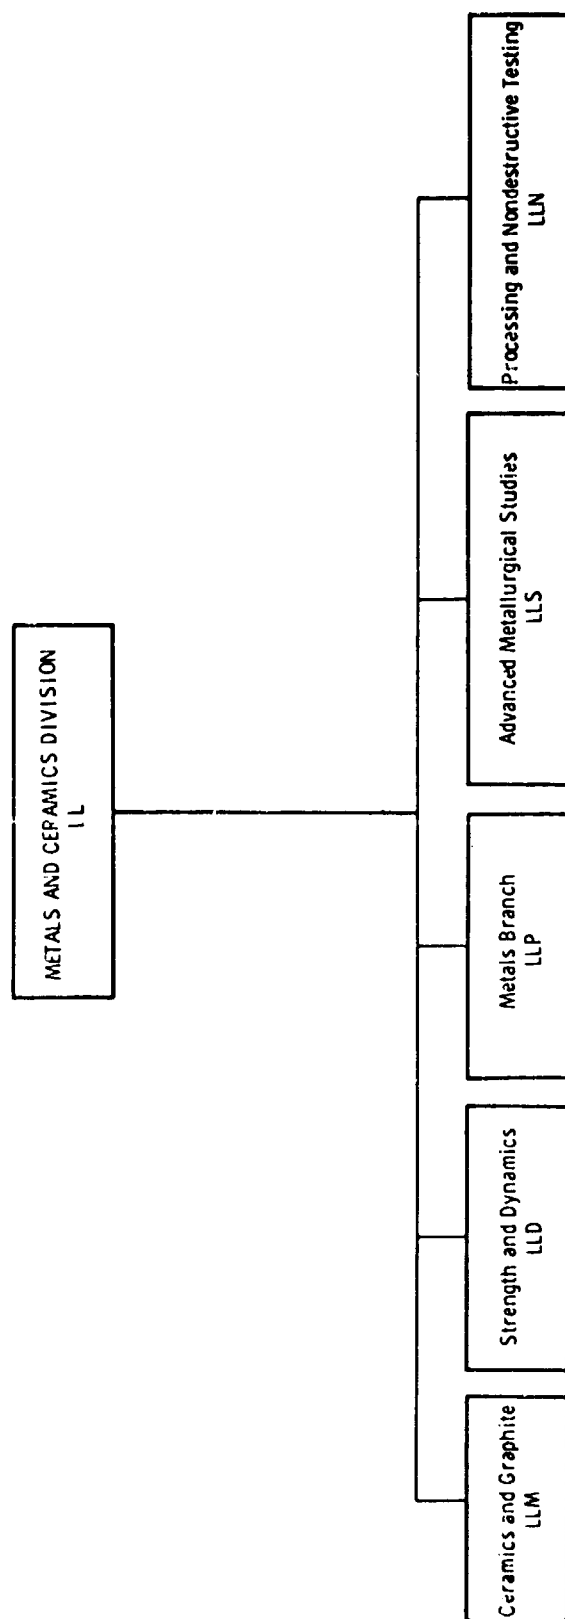 METALS AND CERAMICS DIVISION
I L
Ceramics and Graphite
LLM
Strength and Dynamics
LLD
Metals Branch
LLP
Advanced Metallurgical Studies
LLS
Processing and Nondestructive Testing
LLN